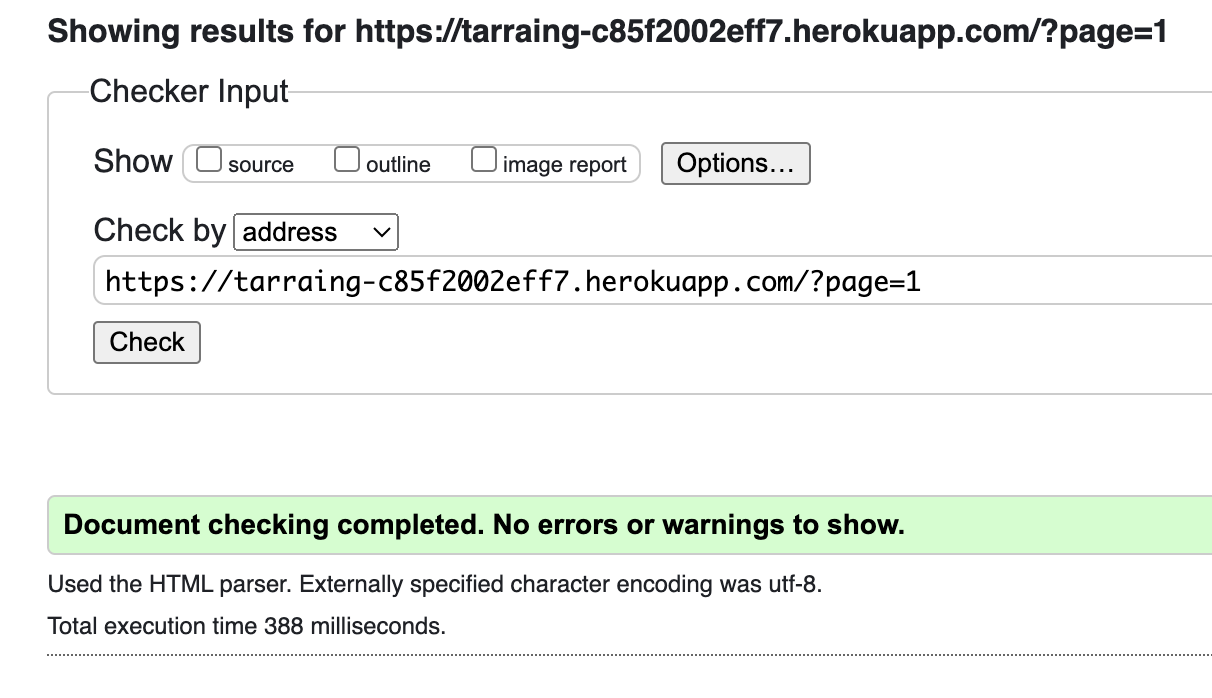 Showing results for https://tarraing-c85f2002eff7.herokuapp.com/?page=1
Checker Input
Show source outline image report Options…
Check by address
https://tarraing-c85f2002eff7.herokuapp.com/?page=1
Check
Document checking completed. No errors or warnings to show.
Used the HTML parser. Externally specified character encoding was utf-8.
Total execution time 388 milliseconds.